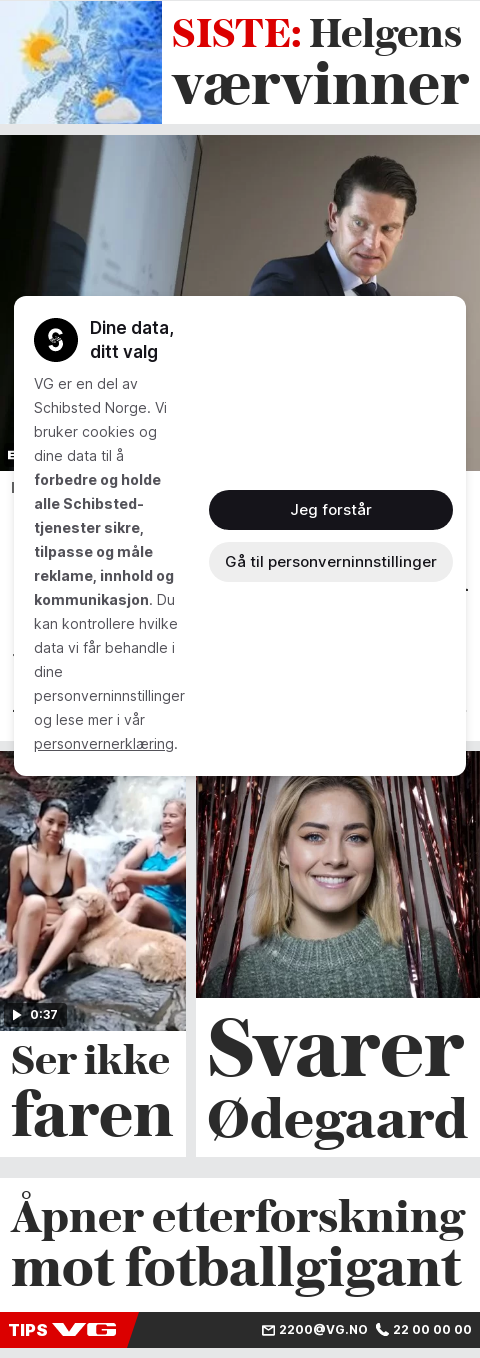 SISTE: Helgens
værvinner
Dine data,
ditt valg
VG er en del av
Schibsted Norge. Vi
bruker cookies og
dine data til å
forbedre og holde
alle Schibsted-
tjenester sikre,
tilpasse og måle
reklame, innhold og
kommunikasjon. Du
kan kontrollere hvilke
data vi får behandle i
dine
personverninnstillinger
og lese mer i vår
personvernerklæring.
Jeg forstår
Gå til personverninnstillinger
0:37
Ser ikke
faren
Svarer
Ødegaard
Åpner etterforskning
mot fotballgigant
TIPS VG
2200@VG.NO
22 00 00 00